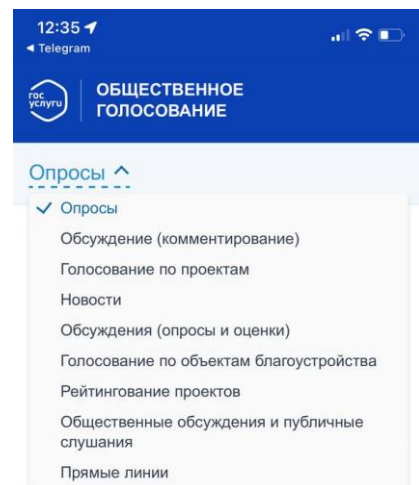 12:35
◀ Telegram
гос
услуги
ОБЩЕСТВЕННОЕ
ГОЛОСОВАНИЕ
Опросы
Опросы
Обсуждение (комментирование)
Голосование по проектам
Новости
Обсуждения (опросы и оценки)
Голосование по объектам благоустройства
Рейтингование проектов
Общественные обсуждения и публичные
слушания
Прямые линии